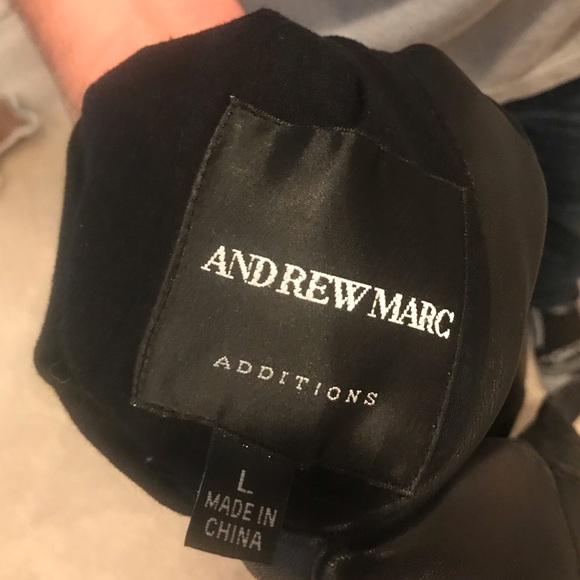 ANDREW MARC
ADDITIONS
L
MADE IN
CHINA